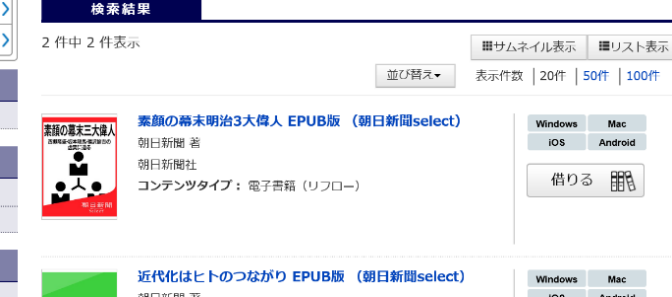 検索結果
2 件中 2 件表示
サムネイル表示 リスト表示
並び替え 表示件数 20件 50件 100件
素顔の幕末三大偉人
朝日新聞
素顔の幕末明治3大偉人 EPUB版 （朝日新聞select）
朝日新聞 著
朝日新聞社
コンテンツタイプ： 電子書籍（リフロー）
Windows Mac
iOS Android
借りる
近代化はヒトのつながり EPUB版 （朝日新聞select）
朝日新聞 著
Windows Mac
iOS Android